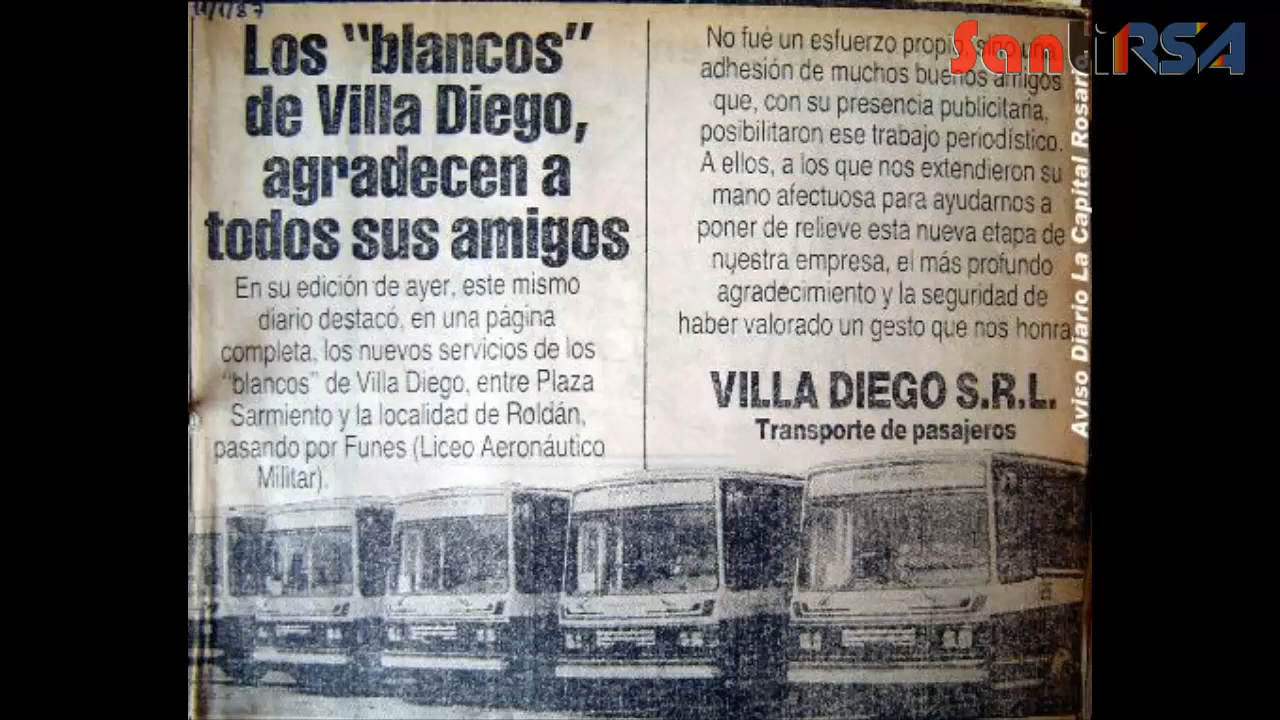 Los "blancos"
de Villa Diego,
agradecen a
todos sus amigos
En su edición de ayer, este mismo
diario destacó, en una página
completa, los nuevos servicios de los
"blancos" de Villa Diego, entre Plaza
Sarmiento y la localidad de Roldán,
pasando por Funes (Liceo Aeronáutico
Militar).
No fué un esfuerzo propio, sino una
adhesión de muchos buenos amigos
que, con su presencia publicitaria,
posibilitaron ese trabajo periodístico.
A ellos, a los que nos extendieron su
mano afectuosa para ayudarnos a
poner de relieve esta nueva etapa de
nuestra empresa, el más profundo
agradecimiento y la seguridad de
haber valorado un gesto que nos honra.
VILLA DIEGO S.R.L.
Transporte de pasajeros
Aviso Diario La Capital Rosario
SantiRSA